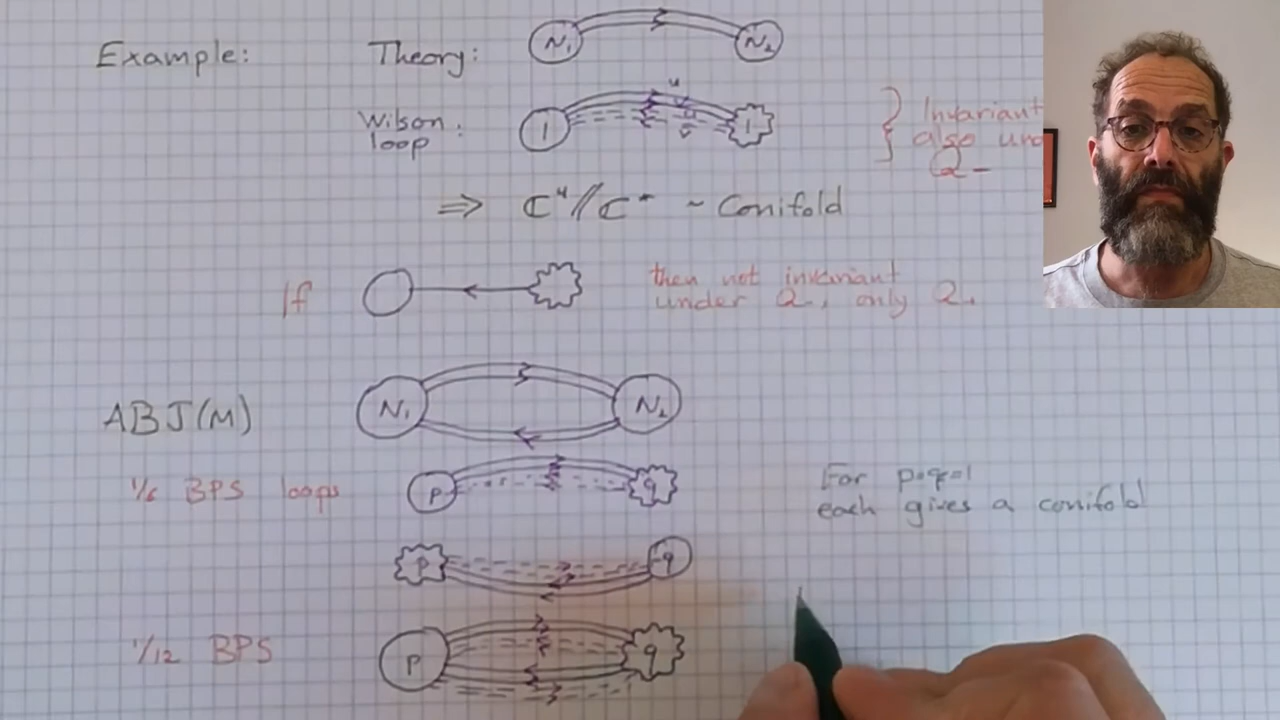 Example: Theory: N₁ N₂
Wilson loop : 1 1
u
v
ū
v̄
} Invariant
also und
Q-
⇒ ℂ⁴//ℂ* ~ Conifold
If then not invariant
under Q, only Q.
ABJ(M) N₁ N₂
1/6 BPS loops P q
For p=q=1
each gives a conifold
P q
1/12 BPS P q